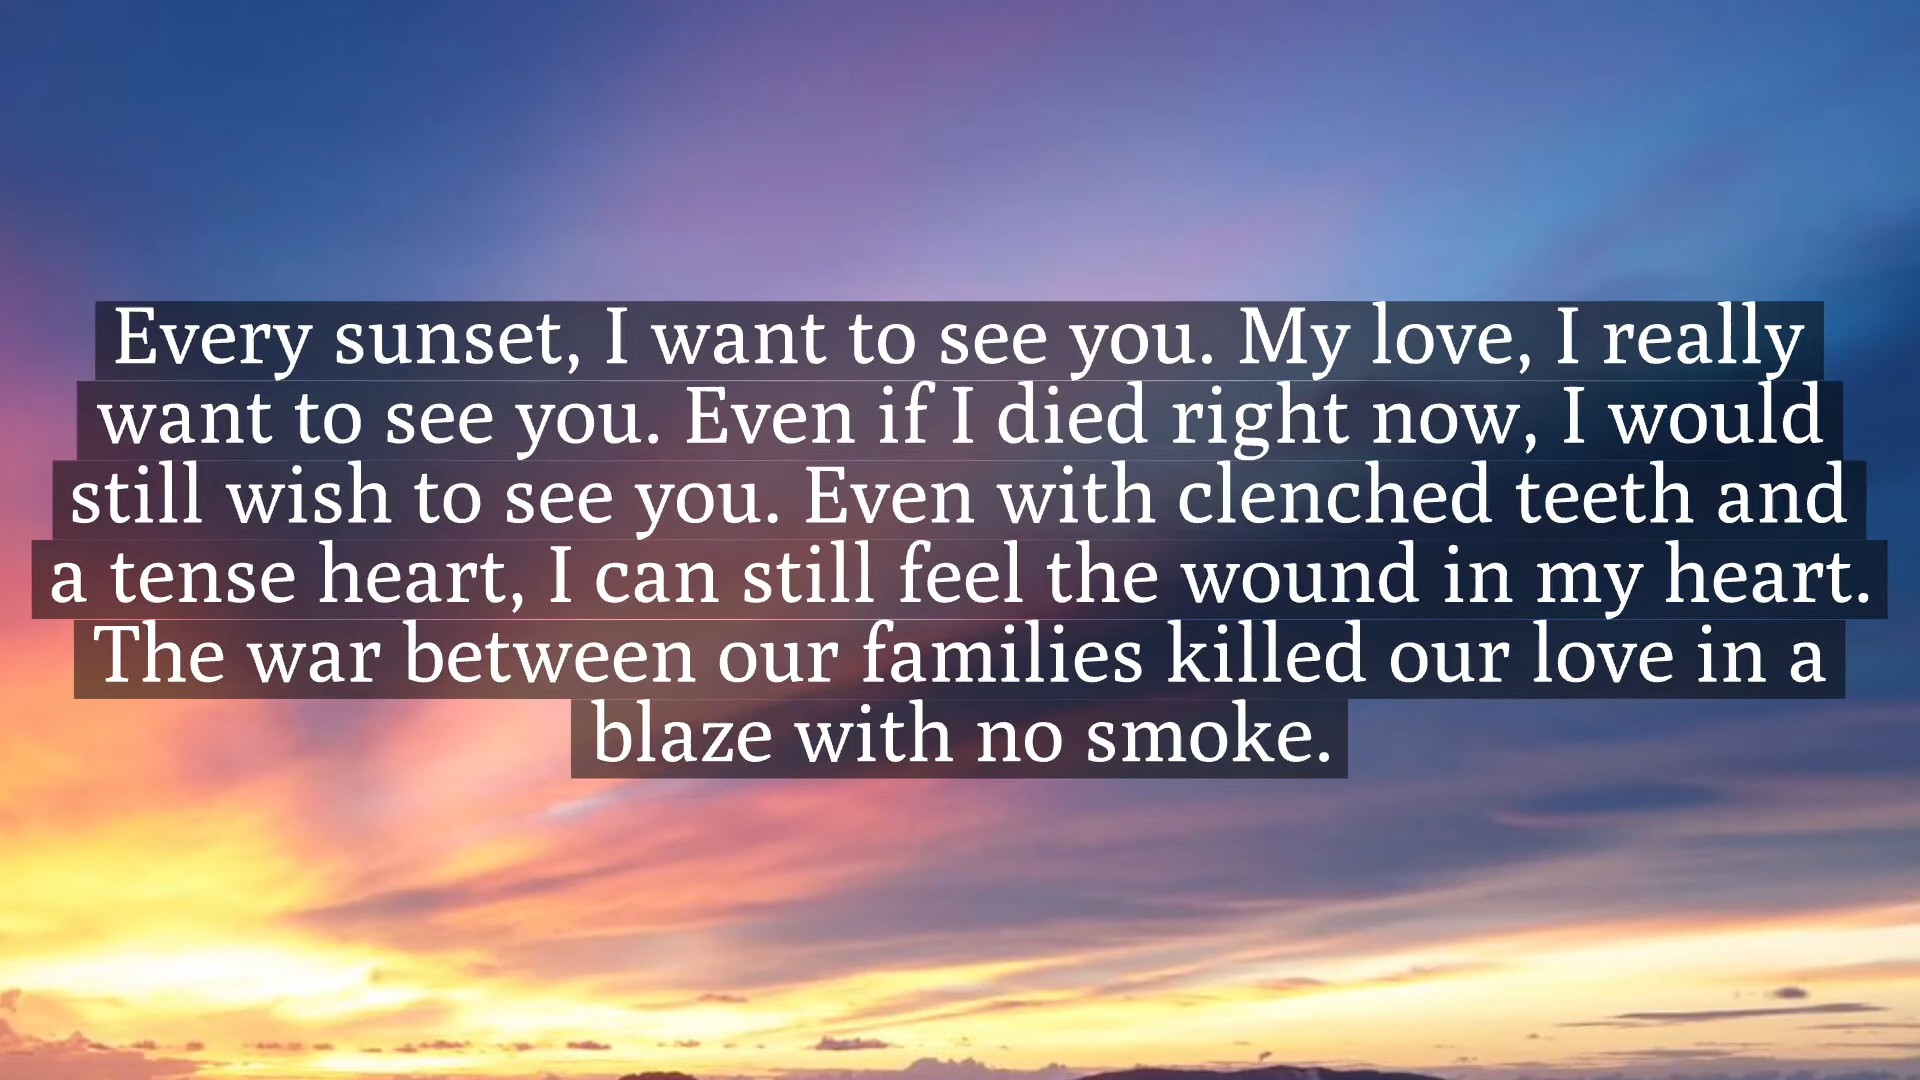 Every sunset, I want to see you. My love, I really
want to see you. Even if I died right now, I would
still wish to see you. Even with clenched teeth and
a tense heart, I can still feel the wound in my heart.
The war between our families killed our love in a
blaze with no smoke.